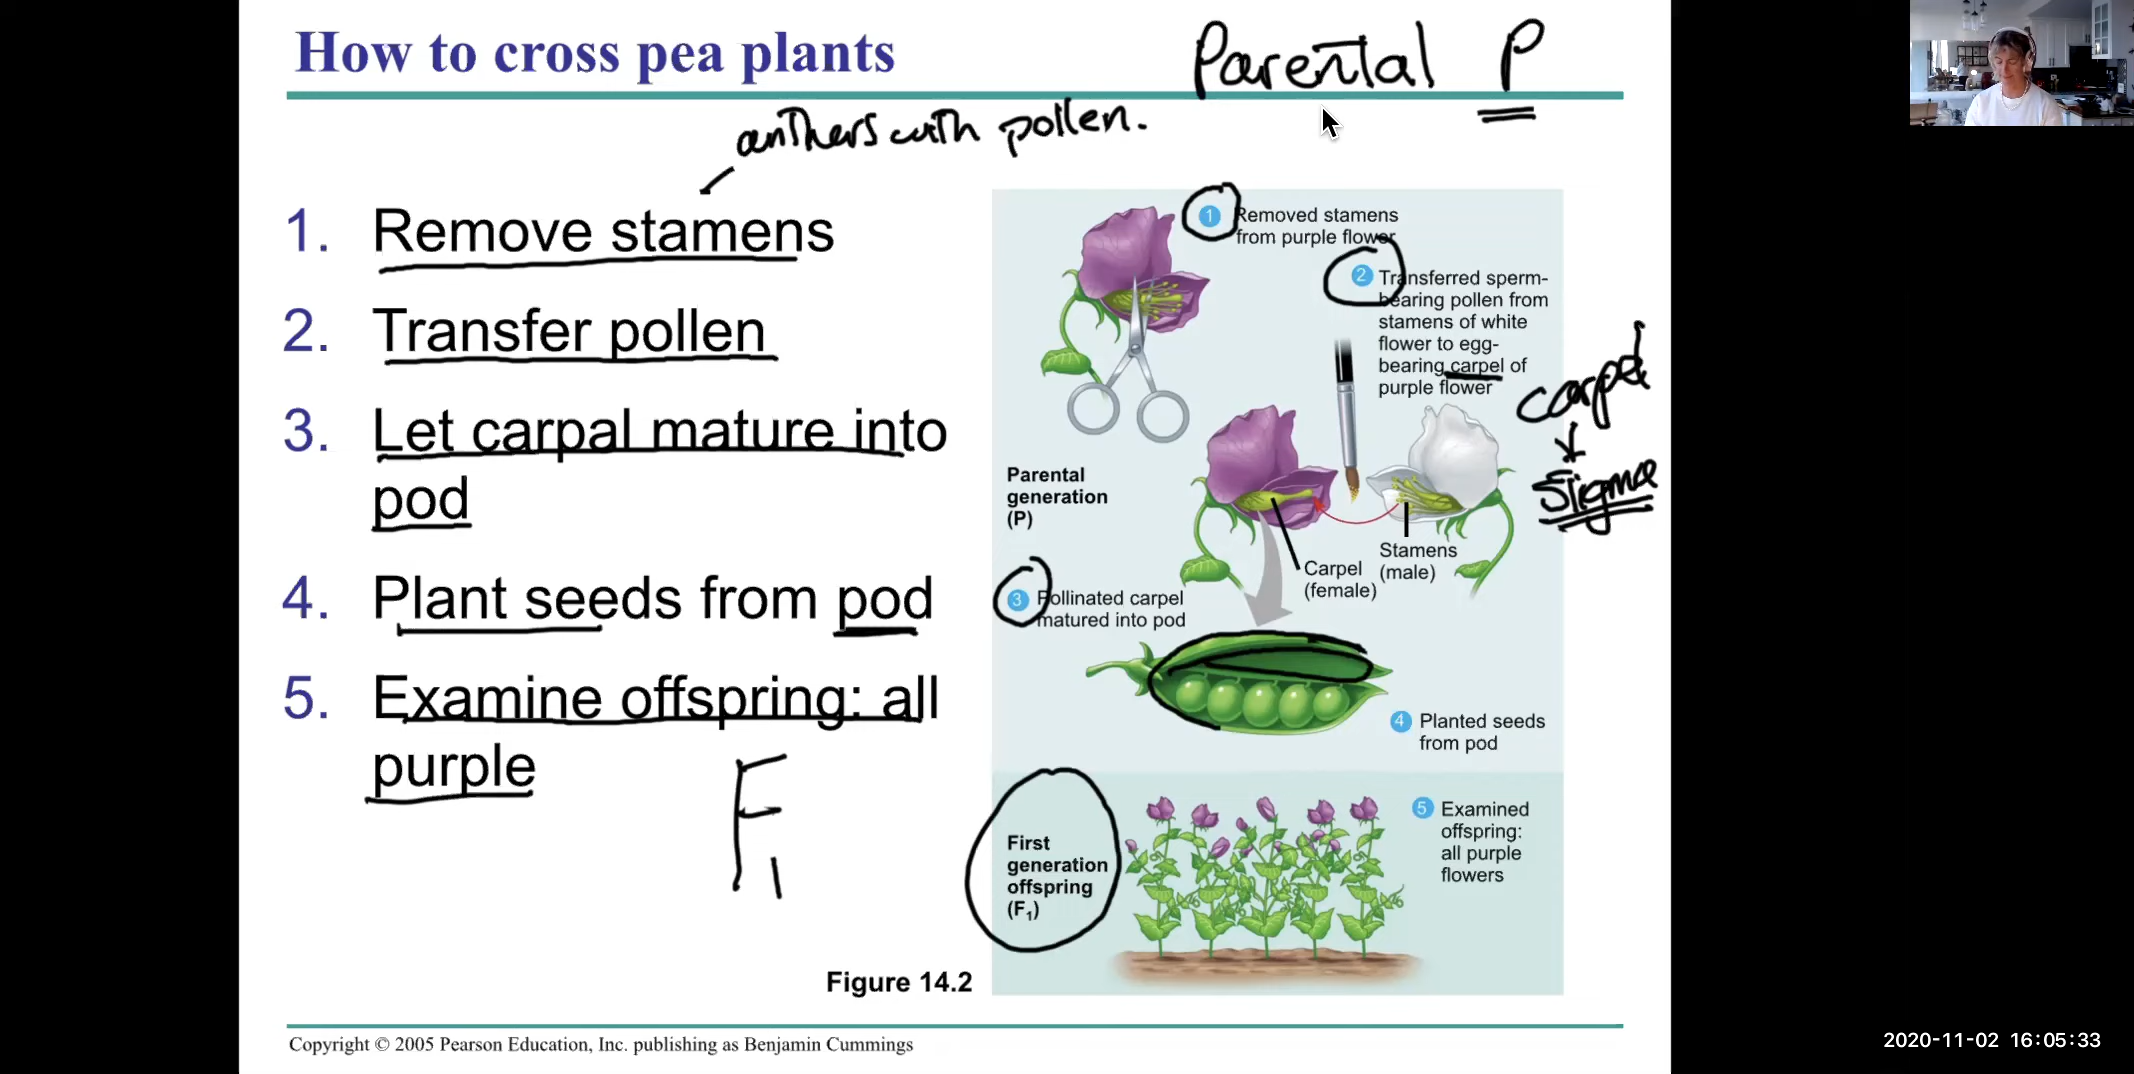 How to cross pea plants
Parental P
anthers with pollen.
1. Remove stamens
2. Transfer pollen
3. Let carpal mature into
pod
4. Plant seeds from pod
5. Examine offspring: all
purple
F1
1 Removed stamens
from purple flower
2 Transferred sperm-
bearing pollen from
stamens of white
flower to egg-
bearing carpel of
purple flower
carpel
Stigma
Parental
generation
(P)
Stamens
(male)
Carpel
(female)
3 Pollinated carpel
matured into pod
4 Planted seeds
from pod
First
generation
offspring
(F1)
5 Examined
offspring:
all purple
flowers
Figure 14.2
Copyright © 2005 Pearson Education, Inc. publishing as Benjamin Cummings
2020-11-02 16:05:33